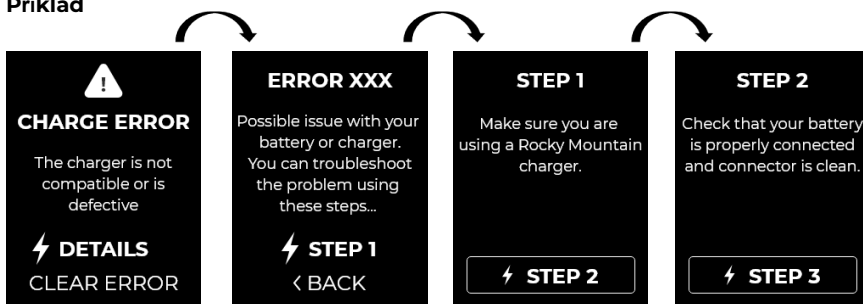 Příklad
CHARGE ERROR
The charger is not
compatible or is
defective
DETAILS
CLEAR ERROR
ERROR XXX
Possible issue with your
battery or charger.
You can troubleshoot
the problem using
these steps...
STEP 1
< BACK
STEP 1
Make sure you are
using a Rocky Mountain
charger.
STEP 2
STEP 2
Check that your battery
is properly connected
and connector is clean.
STEP 3